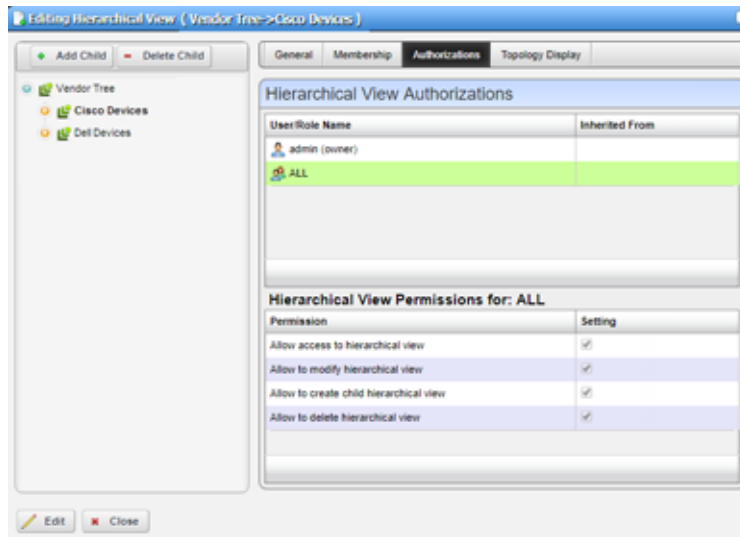 Editing Hierarchical View ( Vendor Tree->Cisco Devices )
Add Child Delete Child
General Membership Authorizations Topology Display
Vendor Tree
Cisco Devices
Dell Devices
Hierarchical View Authorizations
User/Role Name Inherited From
admin (owner)
ALL
Hierarchical View Permissions for: ALL
Permission Setting
Allow access to hierarchical view
Allow to modify hierarchical view
Allow to create child hierarchical view
Allow to delete hierarchical view
Edit Close